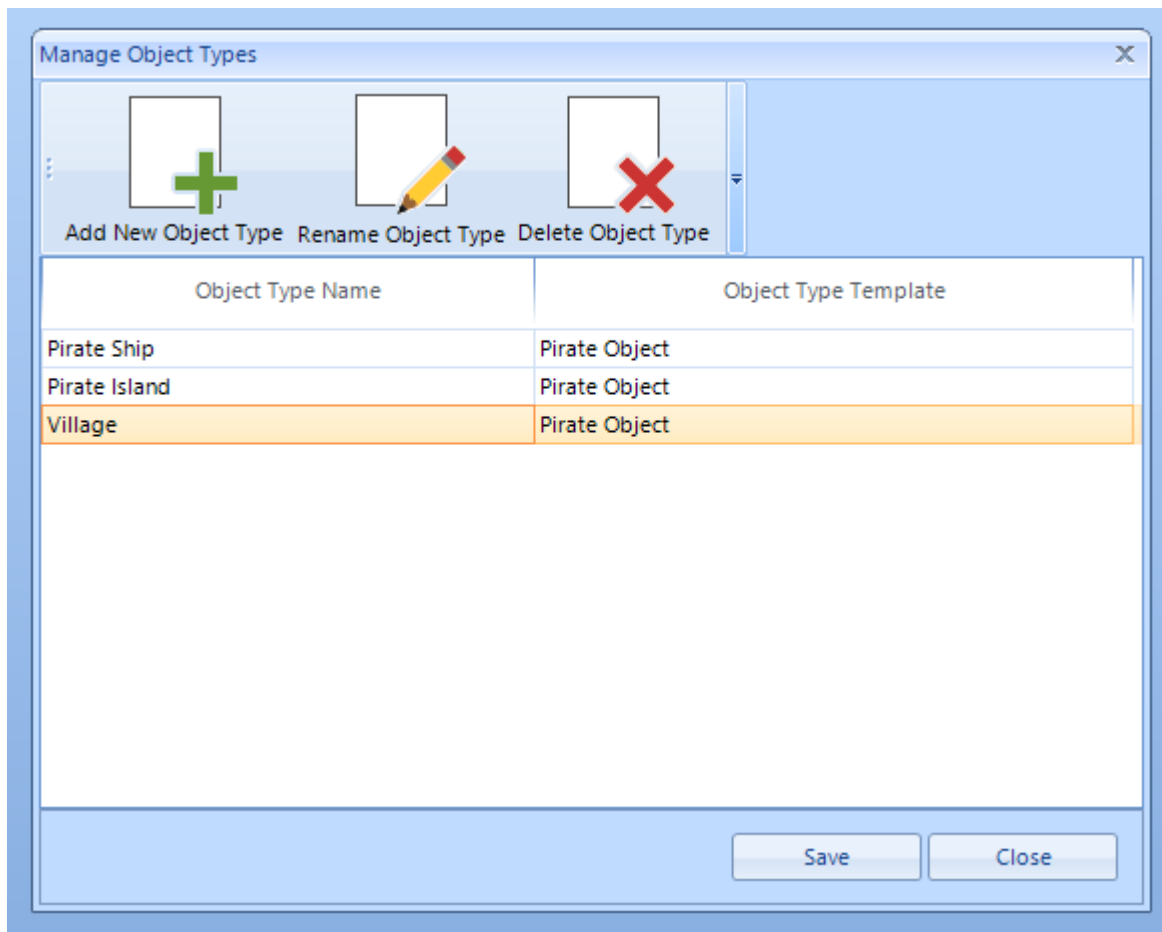 Manage Object Types
Add New Object Type Rename Object Type Delete Object Type
Object Type Name Object Type Template
Pirate Ship Pirate Object
Pirate Island Pirate Object
Village Pirate Object
Save Close